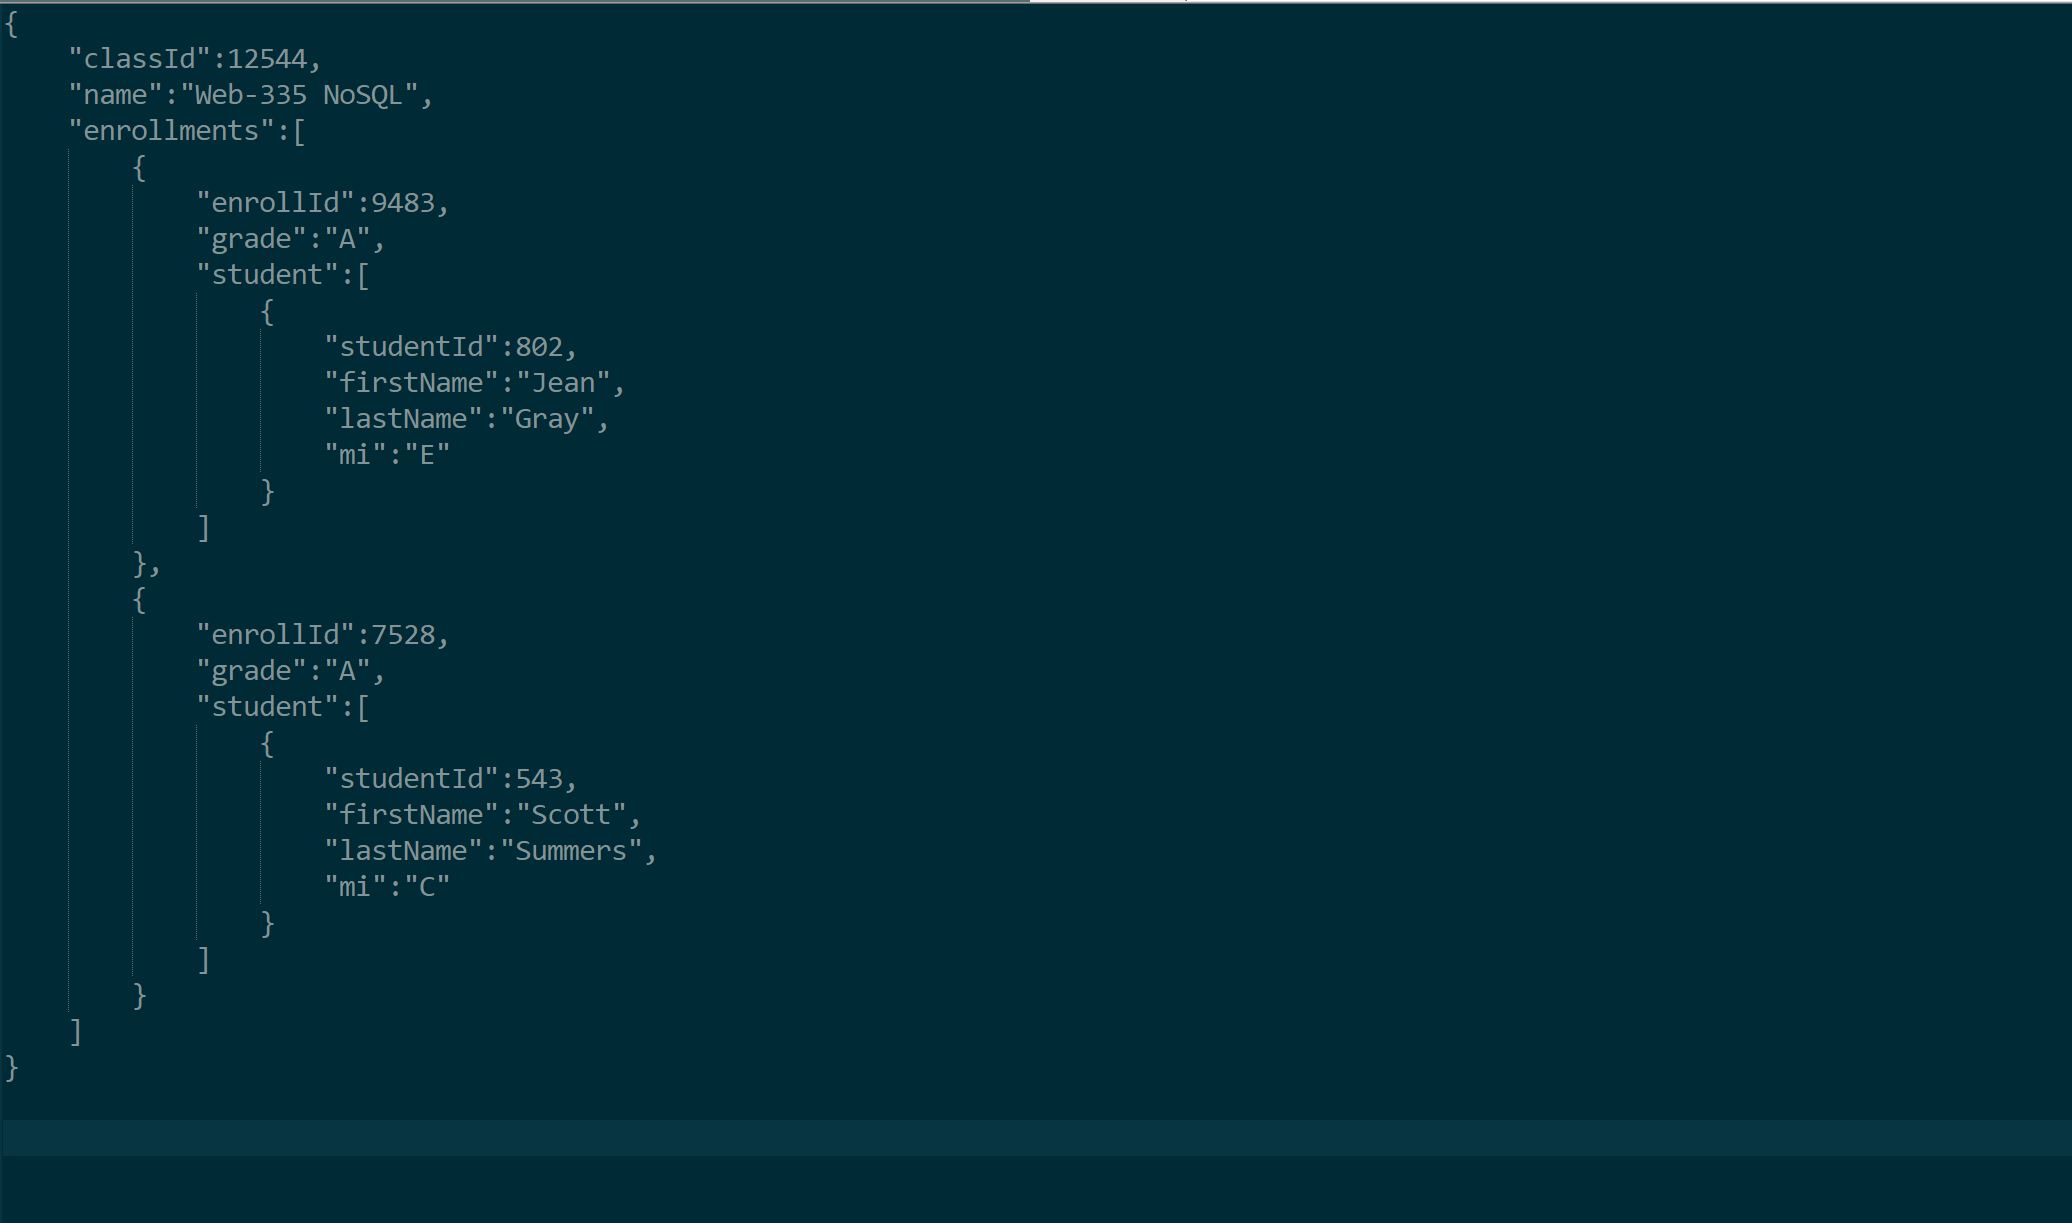 {
    "classId":12544,
    "name":"Web-335 NoSQL",
    "enrollments":[
        {
            "enrollId":9483,
            "grade":"A",
            "student":[
                {
                    "studentId":802,
                    "firstName":"Jean",
                    "lastName":"Gray",
                    "mi":"E"
                }
            ]
        },
        {
            "enrollId":7528,
            "grade":"A",
            "student":[
                {
                    "studentId":543,
                    "firstName":"Scott",
                    "lastName":"Summers",
                    "mi":"C"
                }
            ]
        }
    ]
}